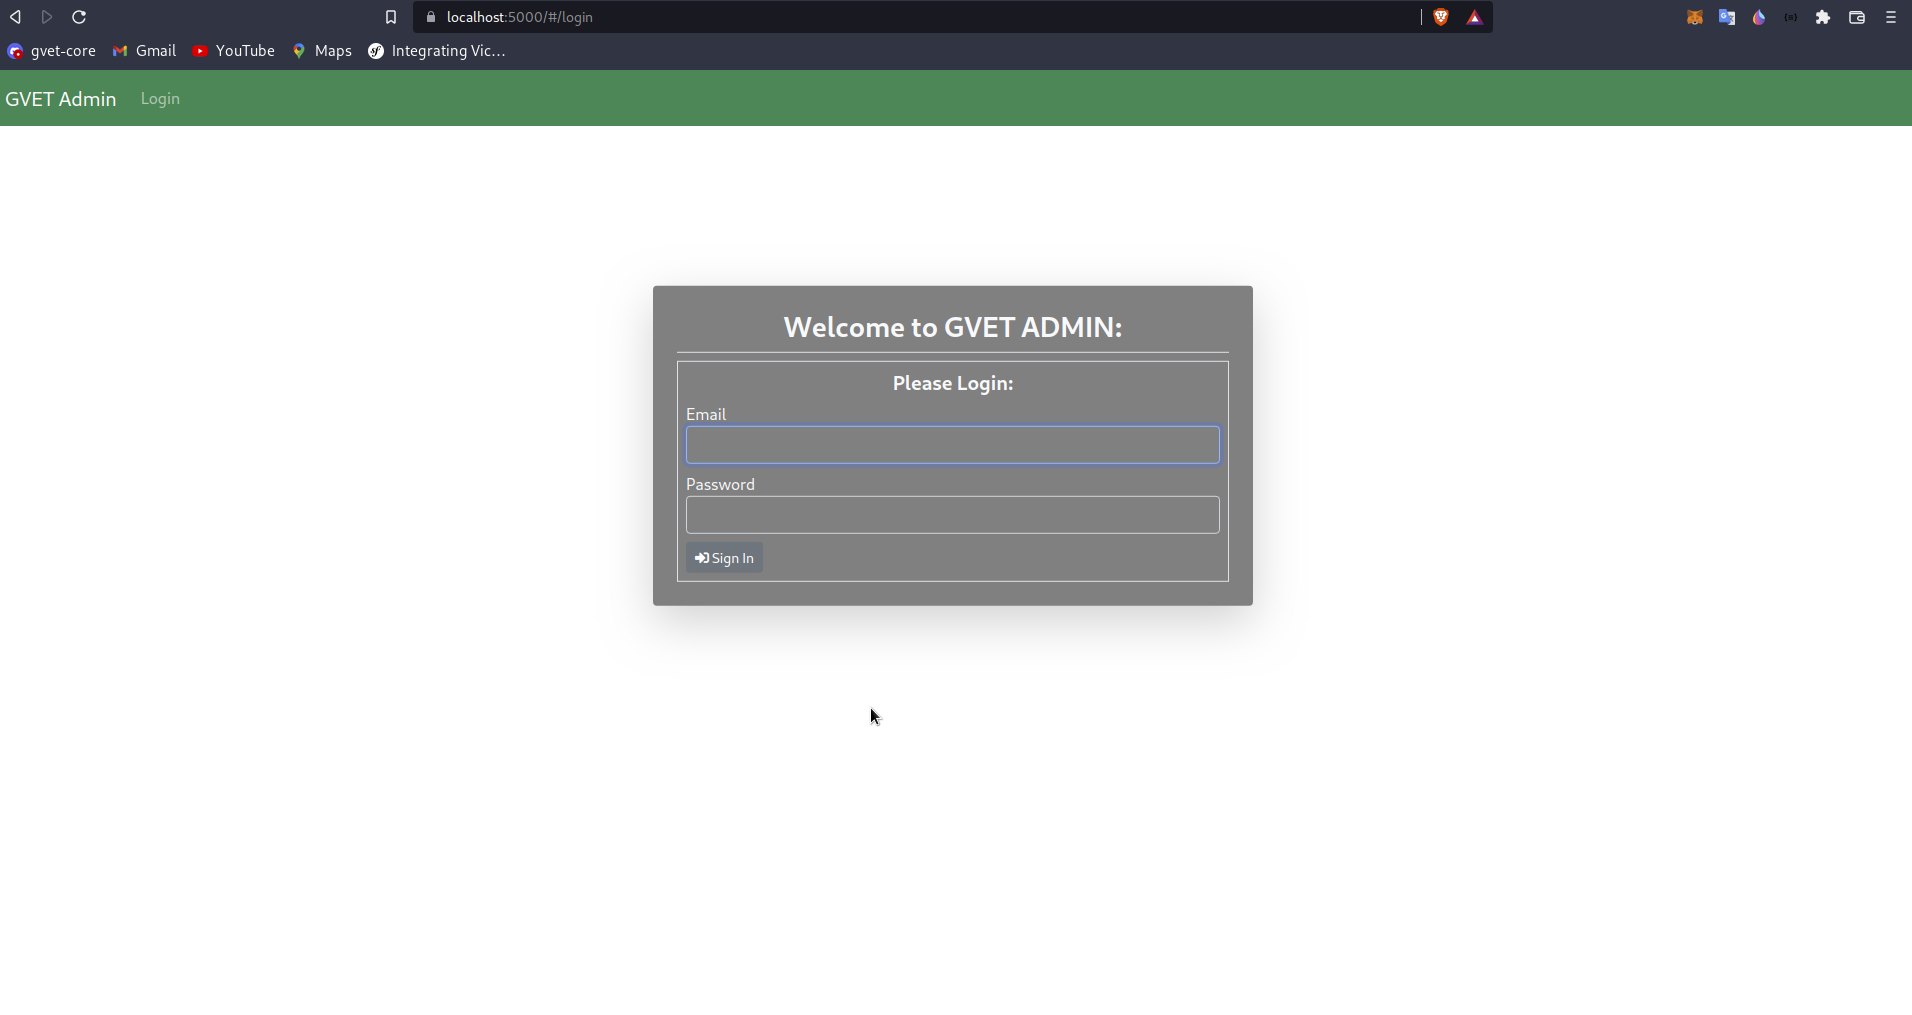 localhost:5000/#/login
gvet-core Gmail YouTube Maps Integrating Vic...
GVET Admin Login
Welcome to GVET ADMIN:
Please Login:
Email
Password
Sign In